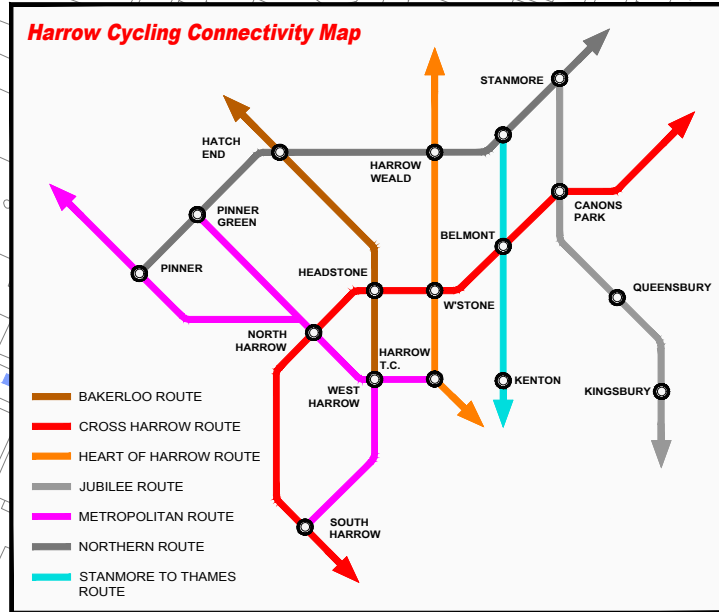 Harrow Cycling Connectivity Map
STANMORE
HATCH
END
HARROW
WEALD
CANONS
PARK
PINNER
GREEN
BELMONT
PINNER
HEADSTONE
W'STONE
QUEENSBURY
NORTH
HARROW
HARROW
T.C.
WEST
HARROW
KENTON
KINGSBURY
SOUTH
HARROW
BAKERLOO ROUTE
CROSS HARROW ROUTE
HEART OF HARROW ROUTE
JUBILEE ROUTE
METROPOLITAN ROUTE
NORTHERN ROUTE
STANMORE TO THAMES
ROUTE